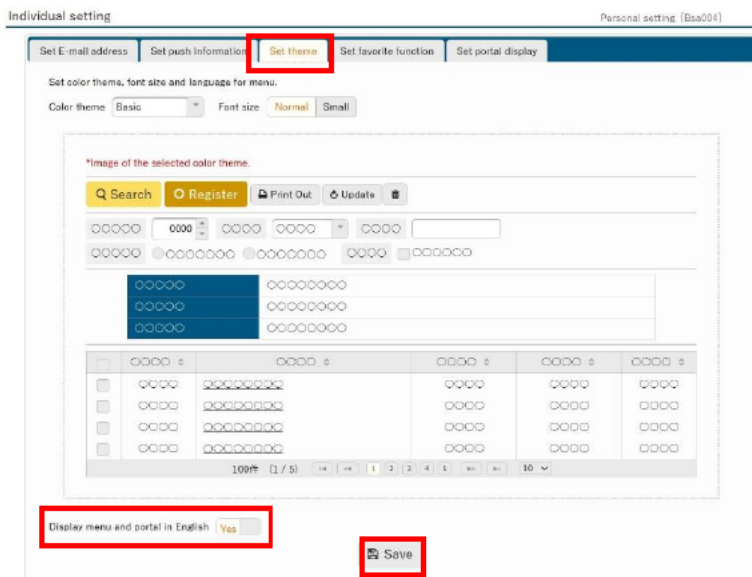 Individual setting Personal setting [Bsa004]
Set E-mail address Set push information Set theme Set favorite function Set portal display
Set color theme, font size and language for menu.
Color theme Basic Font size Normal Small
*Image of the selected color theme.
Search Register Print Out Update
○○○○○ 0000 ○○○○ ○○○○ ○○○○
○○○○○ ○○○○○○○ ○○○○○○○ ○○○○ ○○○○○○
○○○○○ ○○○○○○○○
○○○○○ ○○○○○○○○
○○○○○ ○○○○○○○○
○○○○ ○○○○ ○○○○ ○○○○ ○○○○
○○○○ ○○○○○○○○ ○○○○ ○○○○ ○○○○
○○○○ ○○○○○○○○ ○○○○ ○○○○ ○○○○
○○○○ ○○○○○○○○ ○○○○ ○○○○ ○○○○
○○○○ ○○○○○○○○ ○○○○ ○○○○ ○○○○
100件 (1 / 5) 1 2 3 4 5 10
Display menu and portal in English Yes
Save